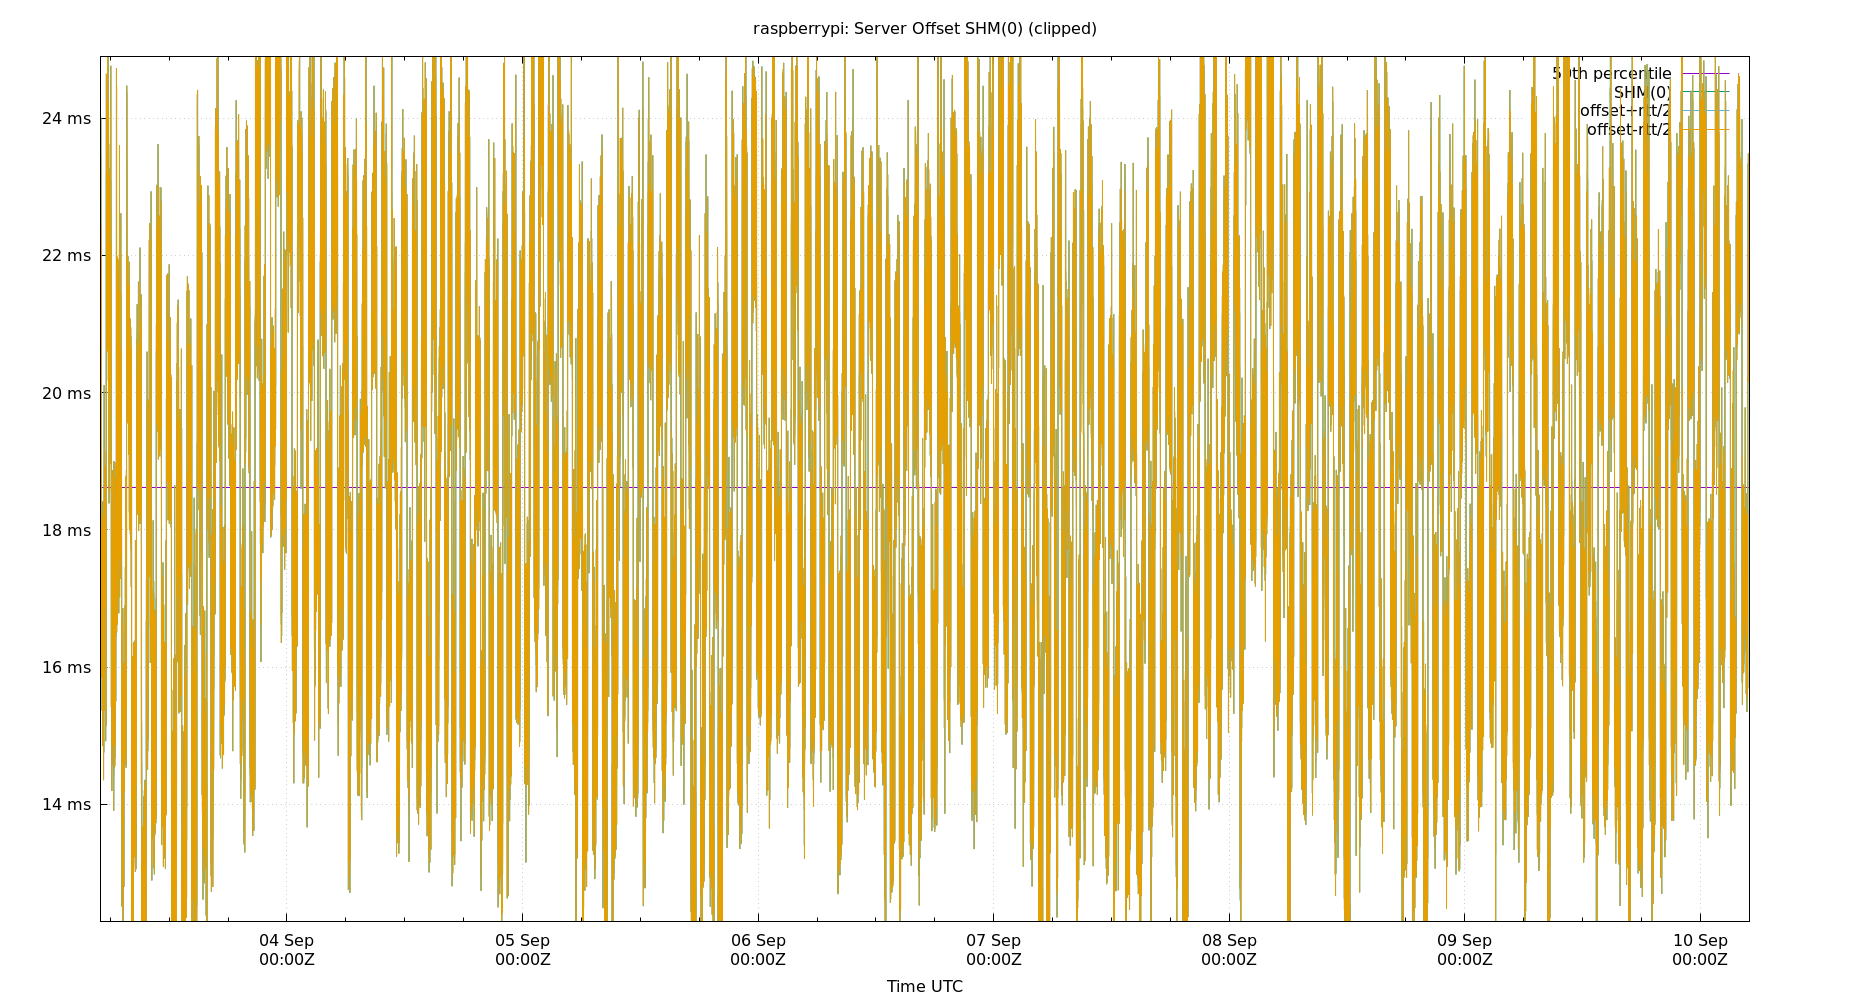 raspberrypi: Server Offset SHM(0) (clipped)
50th percentile
SHM(0)
offset+rtt/2
offset-rtt/2
24 ms
22 ms
20 ms
18 ms
16 ms
14 ms
04 Sep
00:00Z
05 Sep
00:00Z
06 Sep
00:00Z
07 Sep
00:00Z
08 Sep
00:00Z
09 Sep
00:00Z
10 Sep
00:00Z
Time UTC